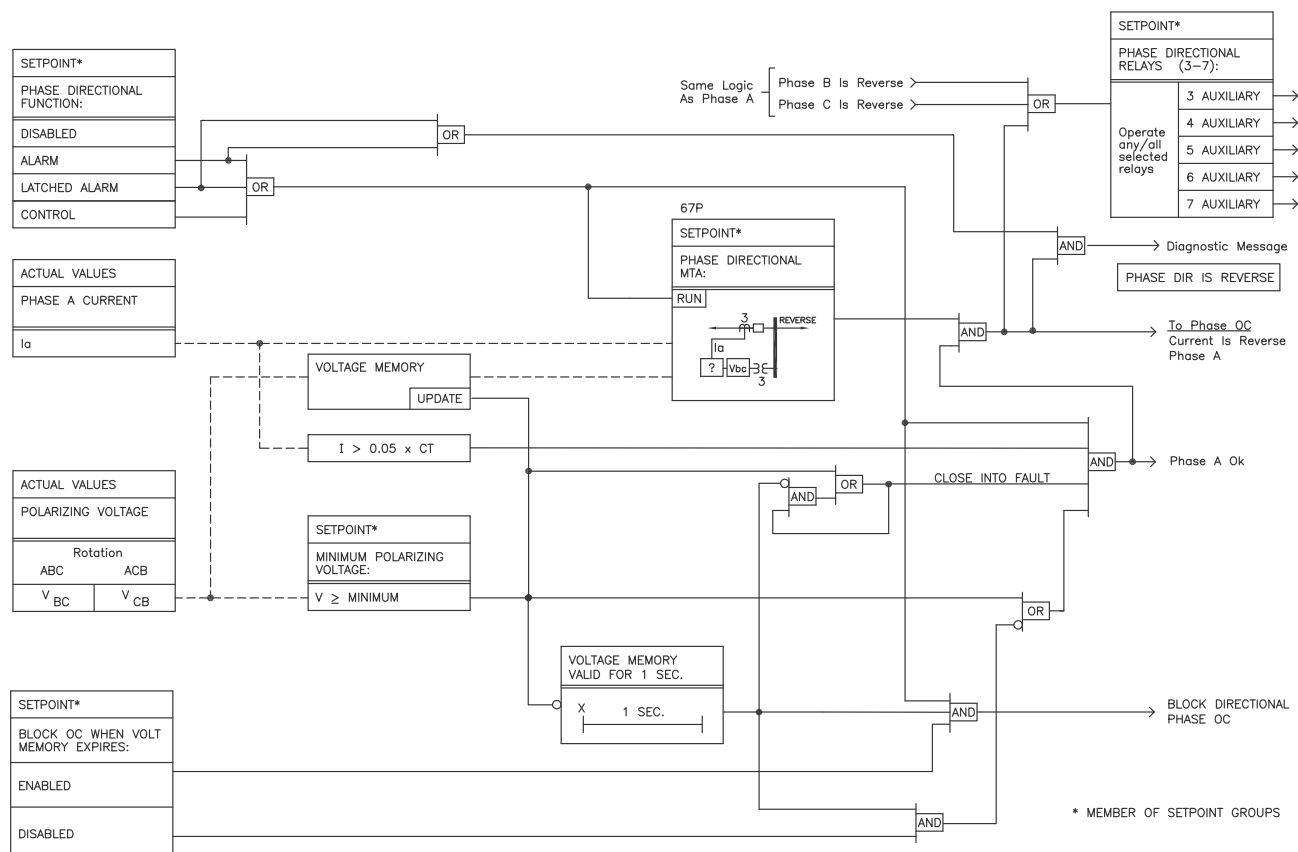 SETPOINT*
PHASE DIRECTIONAL
FUNCTION:
DISABLED
ALARM
LATCHED ALARM
CONTROL
OR
OR
Same Logic
As Phase A
Phase B Is Reverse
Phase C Is Reverse
OR
SETPOINT*
PHASE DIRECTIONAL
RELAYS (3-7):
Operate
any/all
selected
relays
3 AUXILIARY
4 AUXILIARY
5 AUXILIARY
6 AUXILIARY
7 AUXILIARY
ACTUAL VALUES
PHASE A CURRENT
Ia
67P
SETPOINT*
PHASE DIRECTIONAL
MTA:
RUN
3
REVERSE
Ia
?
Vbc
3
AND
Diagnostic Message
PHASE DIR IS REVERSE
AND
To Phase OC
Current Is Reverse
Phase A
VOLTAGE MEMORY
UPDATE
I > 0.05 x CT
AND
Phase A Ok
ACTUAL VALUES
POLARIZING VOLTAGE
Rotation
ABC ACB
V BC V CB
AND
OR
CLOSE INTO FAULT
SETPOINT*
MINIMUM POLARIZING
VOLTAGE:
V ≥ MINIMUM
OR
VOLTAGE MEMORY
VALID FOR 1 SEC.
X 1 SEC.
AND
BLOCK DIRECTIONAL
PHASE OC
SETPOINT*
BLOCK OC WHEN VOLT
MEMORY EXPIRES:
ENABLED
DISABLED
AND
* MEMBER OF SETPOINT GROUPS